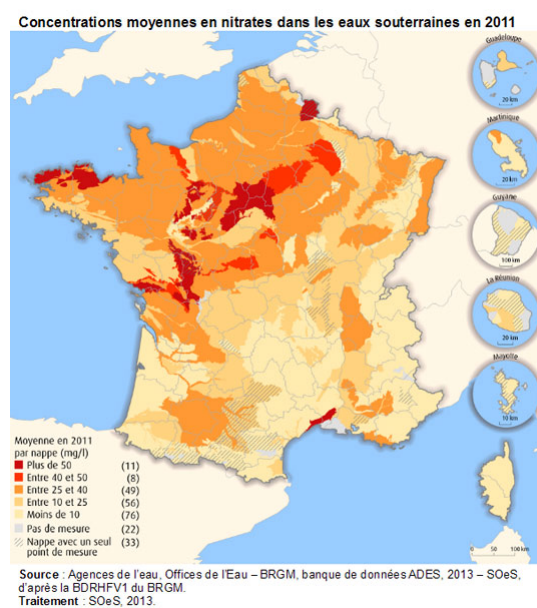 Concentrations moyennes en nitrates dans les eaux souterraines en 2011
Guadeloupe
20 km
Martinique
20 km
Guyane
100 km
La Réunion
20 km
Mayotte
10 km
Moyenne en 2011
par nappe (mg/l)
Plus de 50 (11)
Entre 40 et 50 (8)
Entre 25 et 40 (49)
Entre 10 et 25 (56)
Moins de 10 (76)
Pas de mesure (22)
Nappe avec un seul (33)
point de mesure
0 50 100 km
Source : Agences de l'eau, Offices de l'Eau – BRGM, banque de données ADES, 2013 – SOeS,
d'après la BDRHFV1 du BRGM.
Traitement : SOeS, 2013.